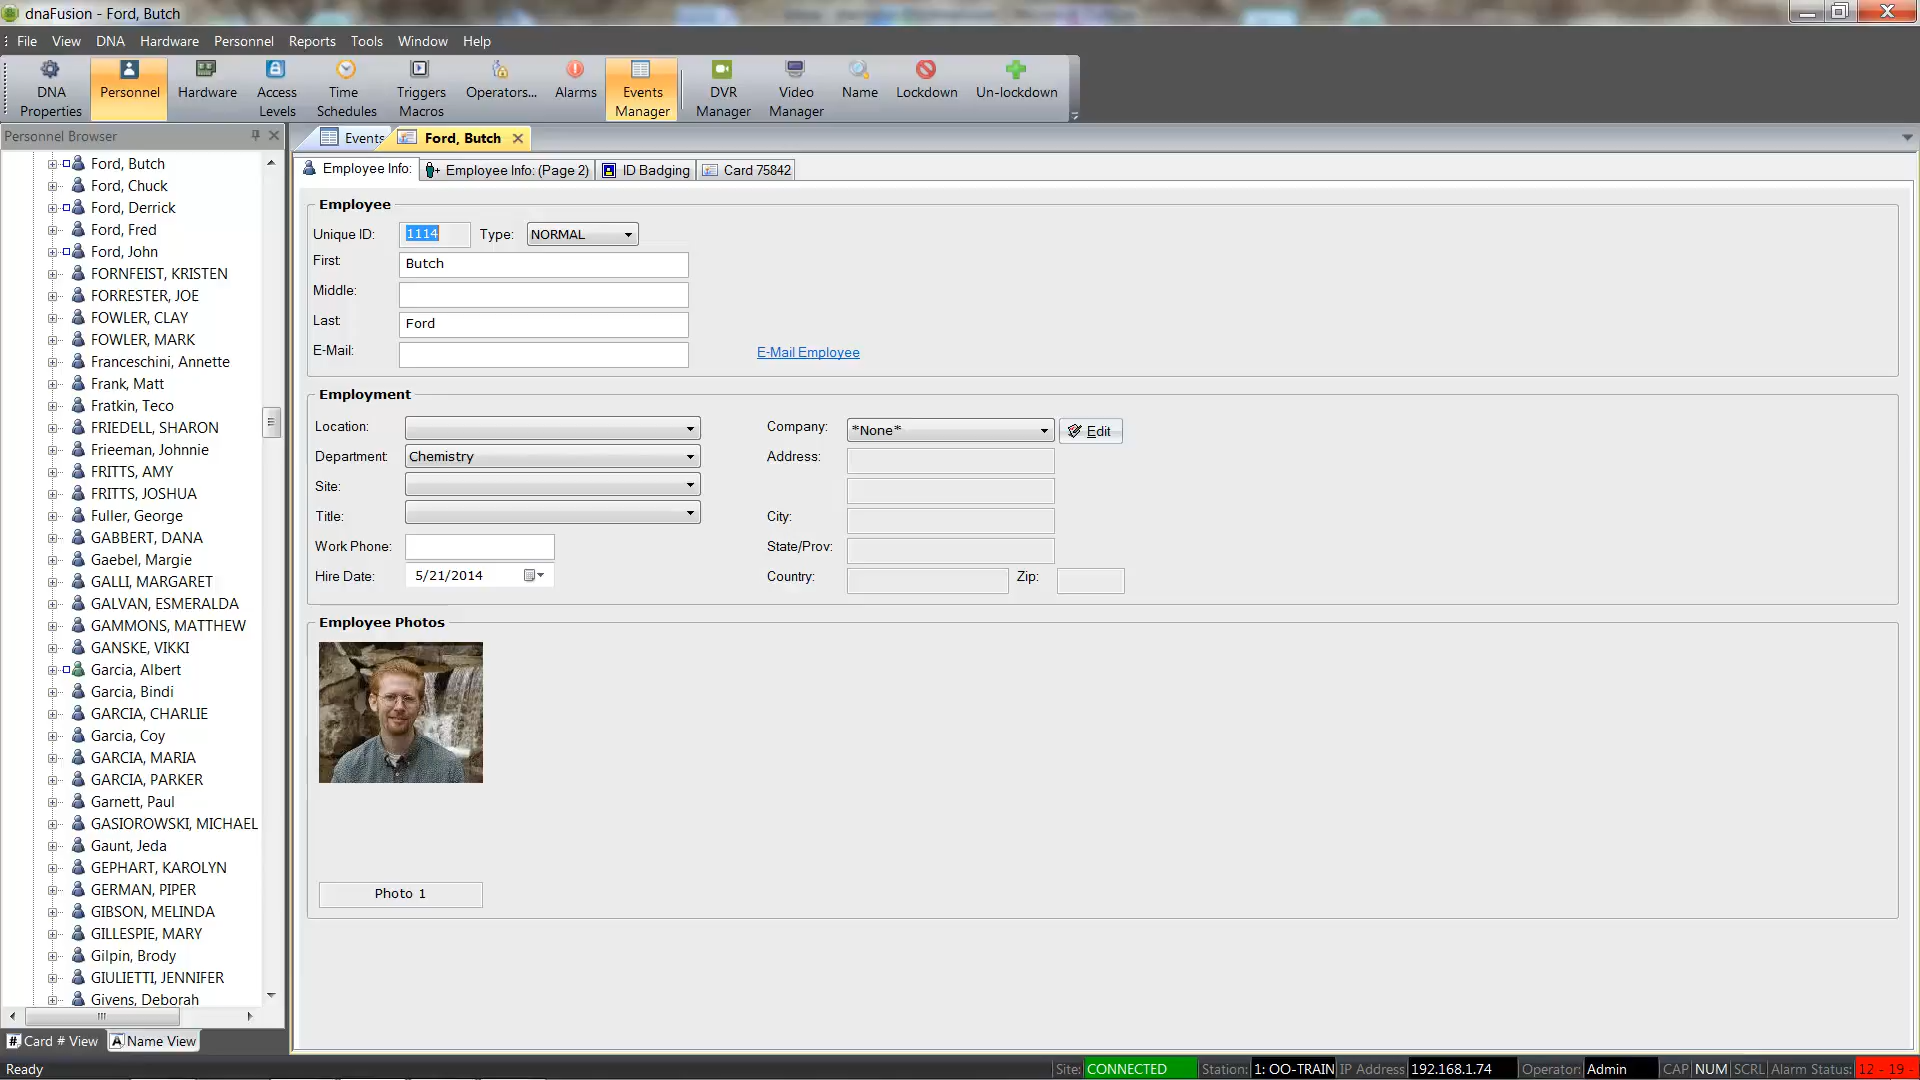 dnaFusion - Ford, Butch
File View DNA Hardware Personnel Reports Tools Window Help
DNA Properties Personnel Hardware Access Levels Time Schedules Triggers Macros Operators... Alarms Events Manager DVR Manager Video Manager Name Lockdown Un-lockdown
Personnel Browser
Ford, Butch
Ford, Chuck
Ford, Derrick
Ford, Fred
Ford, John
FORNFEIST, KRISTEN
FORRESTER, JOE
FOWLER, CLAY
FOWLER, MARK
Franceschini, Annette
Frank, Matt
Fratkin, Teco
FRIEDELL, SHARON
Frieeman, Johnnie
FRITTS, AMY
FRITTS, JOSHUA
Fuller, George
GABBERT, DANA
Gaebel, Margie
GALLI, MARGARET
GALVAN, ESMERALDA
GAMMONS, MATTHEW
GANSKE, VIKKI
Garcia, Albert
Garcia, Bindi
GARCIA, CHARLIE
Garcia, Coy
GARCIA, MARIA
GARCIA, PARKER
Garnett, Paul
GASIOROWSKI, MICHAEL
Gaunt, Jeda
GEPHART, KAROLYN
GERMAN, PIPER
GIBSON, MELINDA
GILLESPIE, MARY
Gilpin, Brody
GIULIETTI, JENNIFER
Givens, Deborah
# Card # View A Name View
Events Ford, Butch
Employee Info: Employee Info: (Page 2) ID Badging Card 75842
Employee
Unique ID: 1114 Type: NORMAL
First: Butch
Middle:
Last: Ford
E-Mail: E-Mail Employee
Employment
Location: Company: *None* Edit
Department: Chemistry Address:
Site:
Title: City:
Work Phone: State/Prov:
Hire Date: 5/21/2014 Country: Zip:
Employee Photos
Photo 1
Ready Site: CONNECTED Station: 1: OO-TRAIN IP Address 192.168.1.74 Operator: Admin CAP NUM SCRL Alarm Status: 12 - 19 -